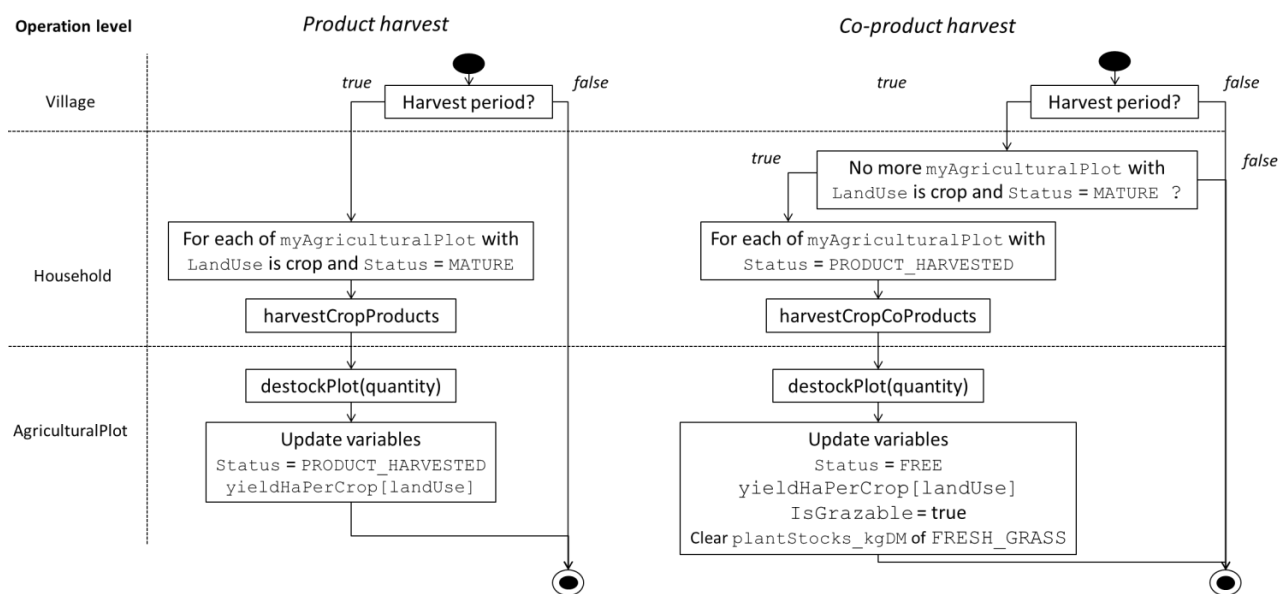 Operation level
Product harvest
Co-product harvest
Village
true
false
Harvest period?
true
false
Harvest period?
Household
true
false
No more myAgriculturalPlot with
LandUse is crop and Status = MATURE ?
For each of myAgriculturalPlot with
LandUse is crop and Status = MATURE
For each of myAgriculturalPlot with
Status = PRODUCT_HARVESTED
harvestCropProducts
harvestCropCoProducts
AgriculturalPlot
destockPlot(quantity)
destockPlot(quantity)
Update variables
Status = PRODUCT_HARVESTED
yieldHaPerCrop[landUse]
Update variables
Status = FREE
yieldHaPerCrop[landUse]
IsGrazable = true
Clear plantStocks_kgDM of FRESH_GRASS